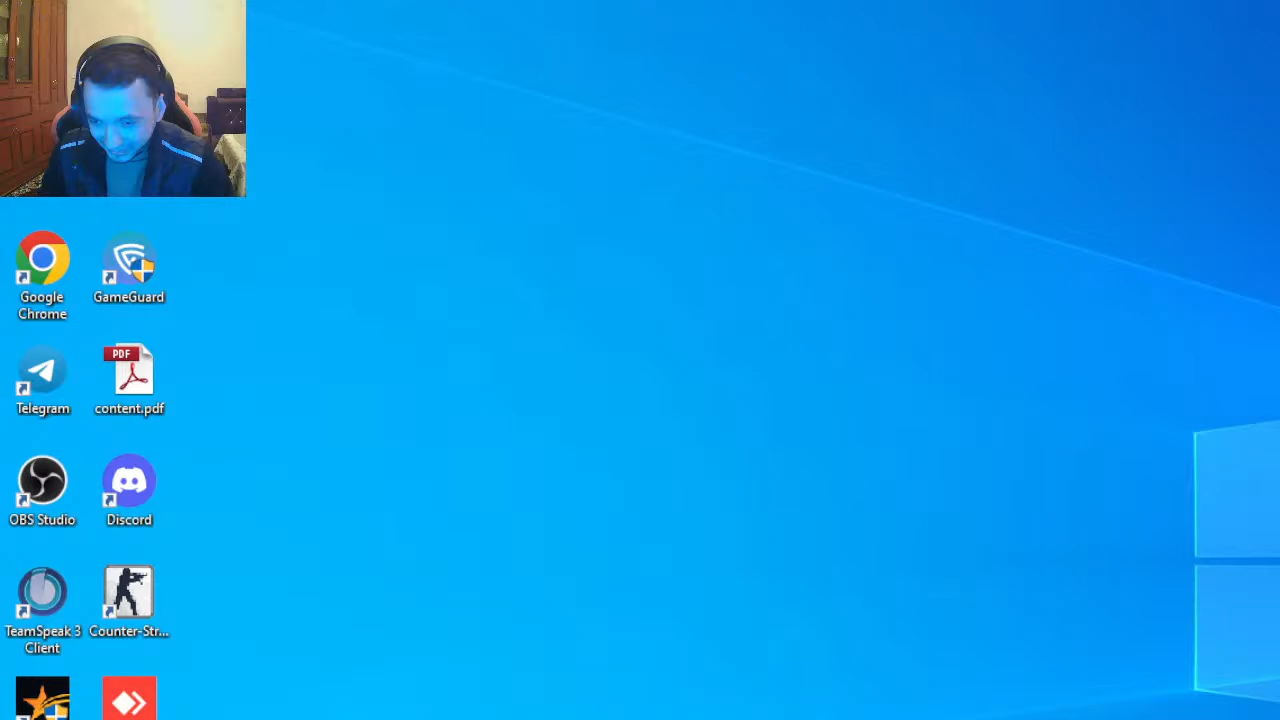 Google
Chrome
GameGuard
Telegram
PDF
content.pdf
OBS Studio
Discord
TeamSpeak 3
Client
Counter-Str...